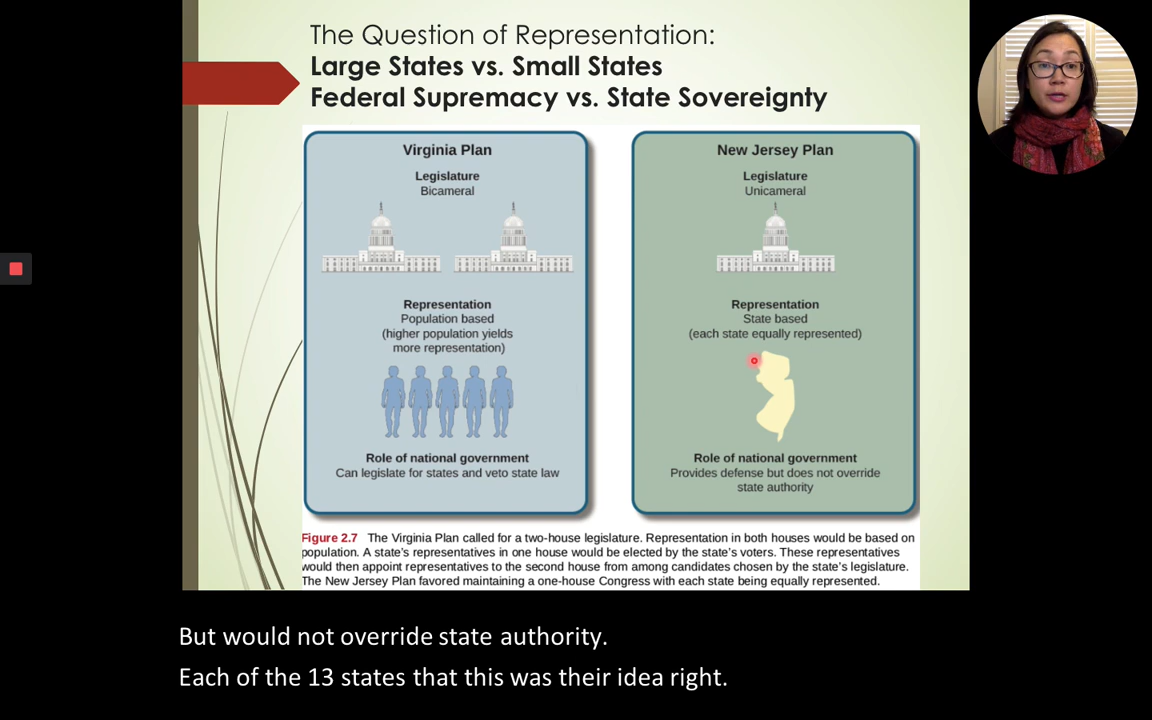 The Question of Representation:
Large States vs. Small States
Federal Supremacy vs. State Sovereignty
Virginia Plan
Legislature
Bicameral
Representation
Population based
(higher population yields
more representation)
Role of national government
Can legislate for states and veto state law
New Jersey Plan
Legislature
Unicameral
Representation
State based
(each state equally represented)
Role of national government
Provides defense but does not override
state authority
Figure 2.7 The Virginia Plan called for a two-house legislature. Representation in both houses would be based on
population. A state's representatives in one house would be elected by the state's voters. These representatives
would then appoint representatives to the second house from among candidates chosen by the state's legislature.
The New Jersey Plan favored maintaining a one-house Congress with each state being equally represented.
But would not override state authority.
Each of the 13 states that this was their idea right.